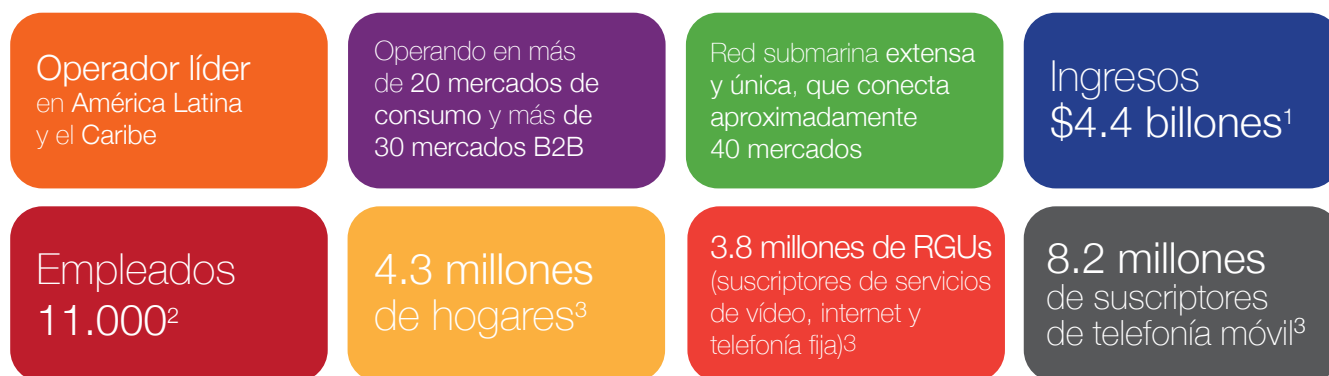 Operador líder
en América Latina
y el Caribe
Operando en más
de 20 mercados de
consumo y más de
30 mercados B2B
Red submarina extensa
y única, que conecta
aproximadamente
40 mercados
Ingresos
$4.4 billones¹
Empleados
11.000²
4.3 millones
de hogares³
3.8 millones de RGUs
(suscriptores de servicios
de vídeo, internet y
telefonía fija)3
8.2 millones
de suscriptores
de telefonía móvil³